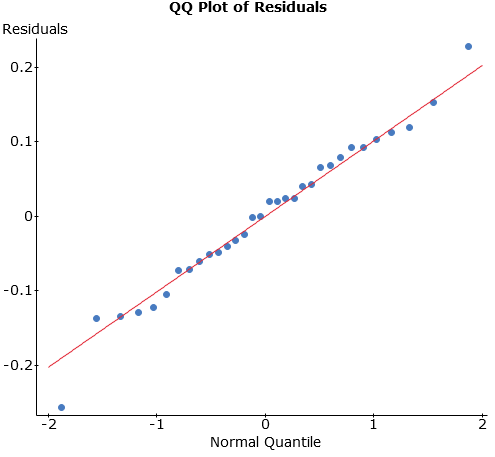 QQ Plot of Residuals
Residuals
0.2
0.1
0
-0.1
-0.2
-2 -1 0 1 2
Normal Quantile